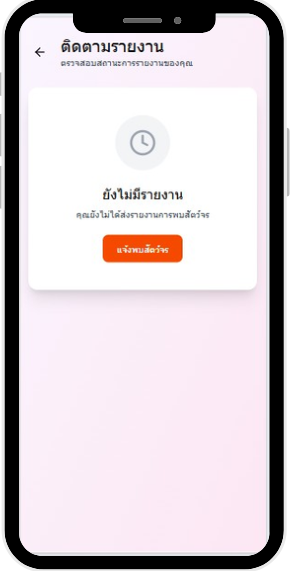 ติดตามรายงาน
ตรวจสอบสถานะการรายงานของคุณ
ยังไม่มีรายงาน
คุณยังไม่ได้ส่งรายงานการพบสัตว์จร
แจ้งพบสัตว์จร